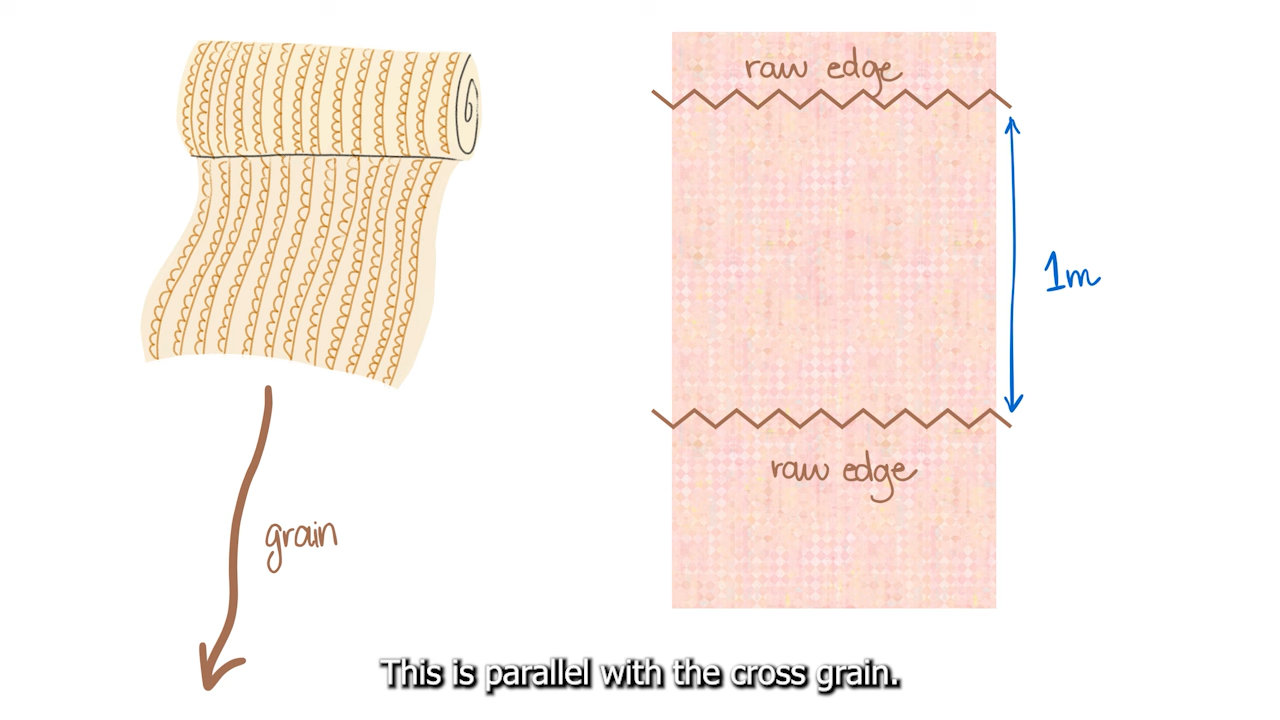 raw edge
1m
raw edge
grain
This is parallel with the cross grain.